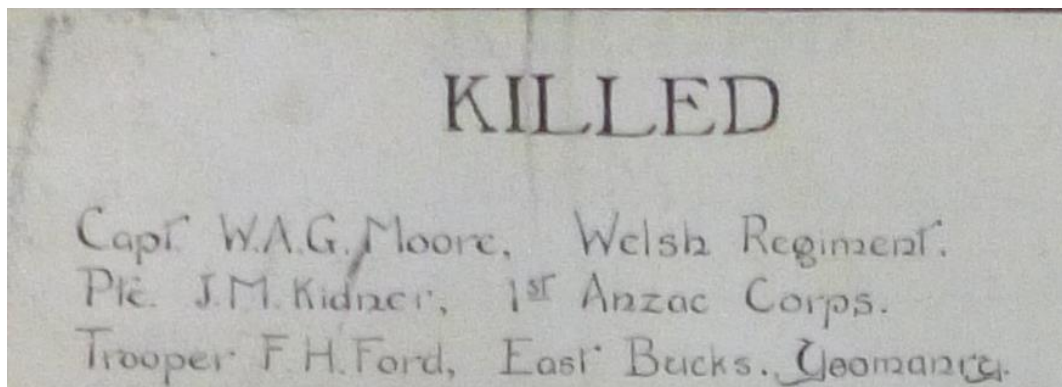 KILLED
Capt. W.A.G. Moore, Welsh Regiment.
Pte. J.M. Kidner, 1st Anzac Corps.
Trooper F.H. Ford, East Bucks. Yeomanry.